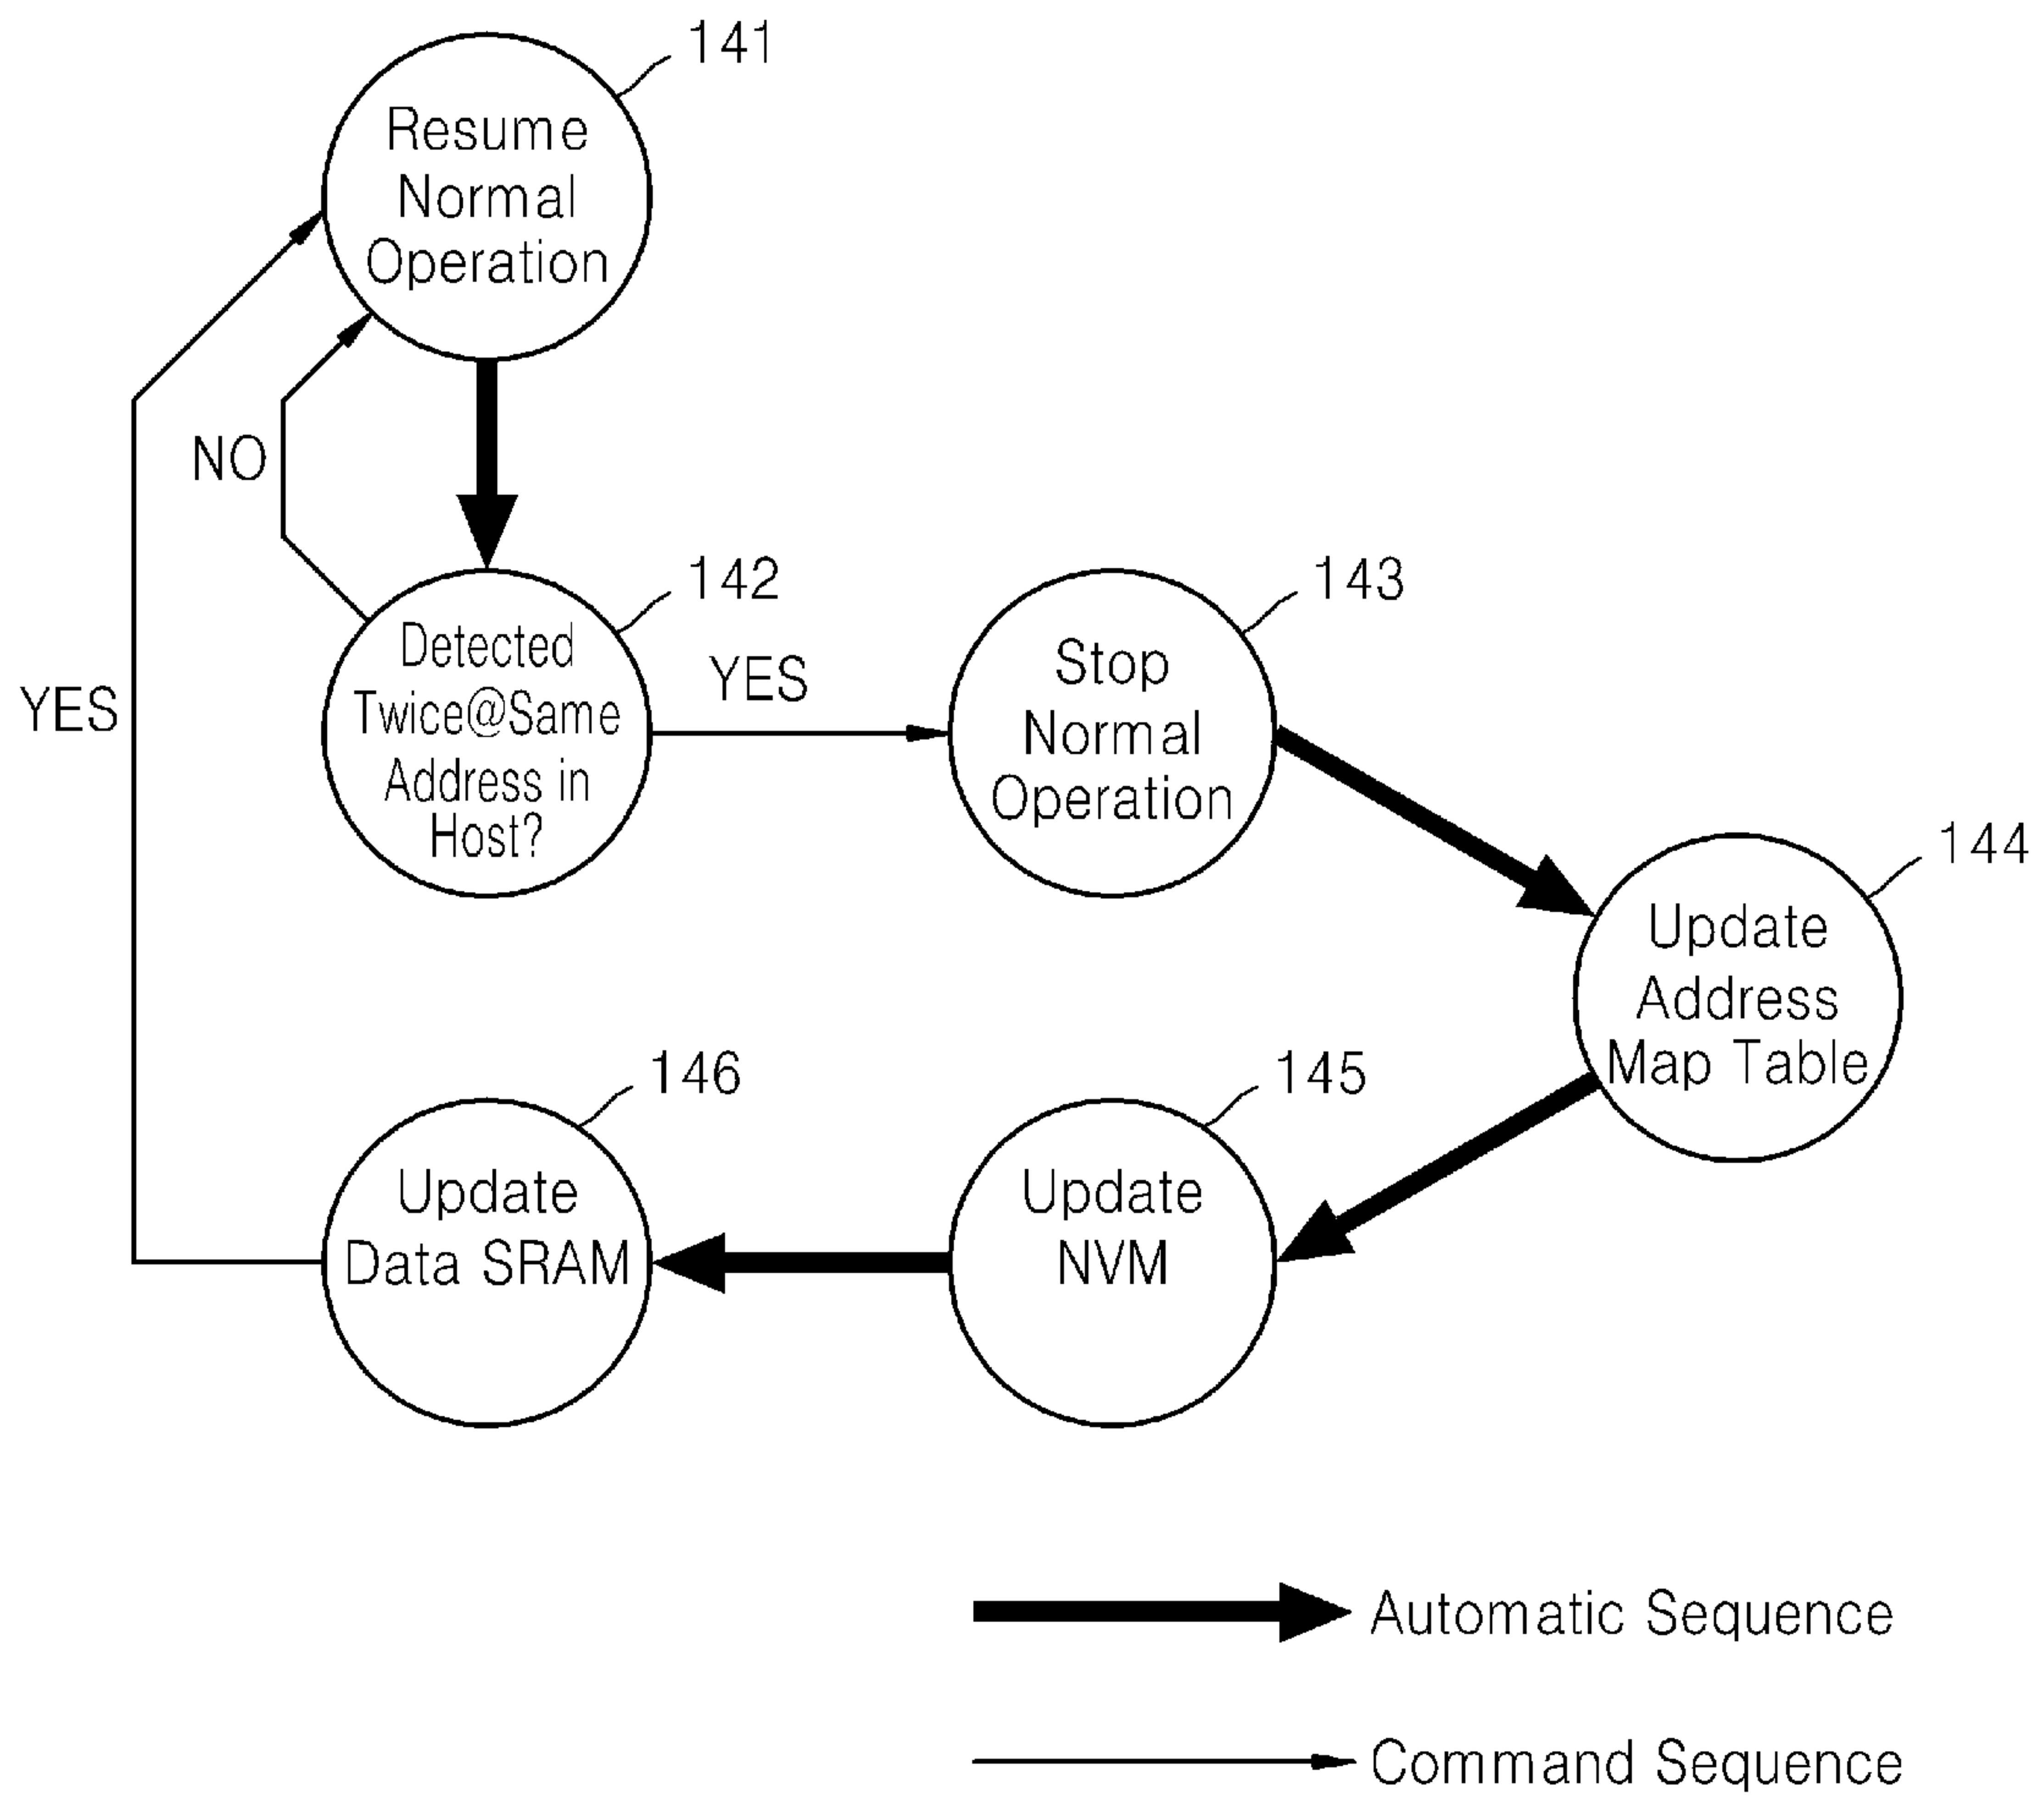 141
Resume
Normal
Operation
NO
142
Detected
Twice@Same
Address in
Host?
YES
143
Stop
Normal
Operation
YES
144
Update
Address
Map Table
146
Update
Data SRAM
145
Update
NVM
Automatic Sequence
Command Sequence